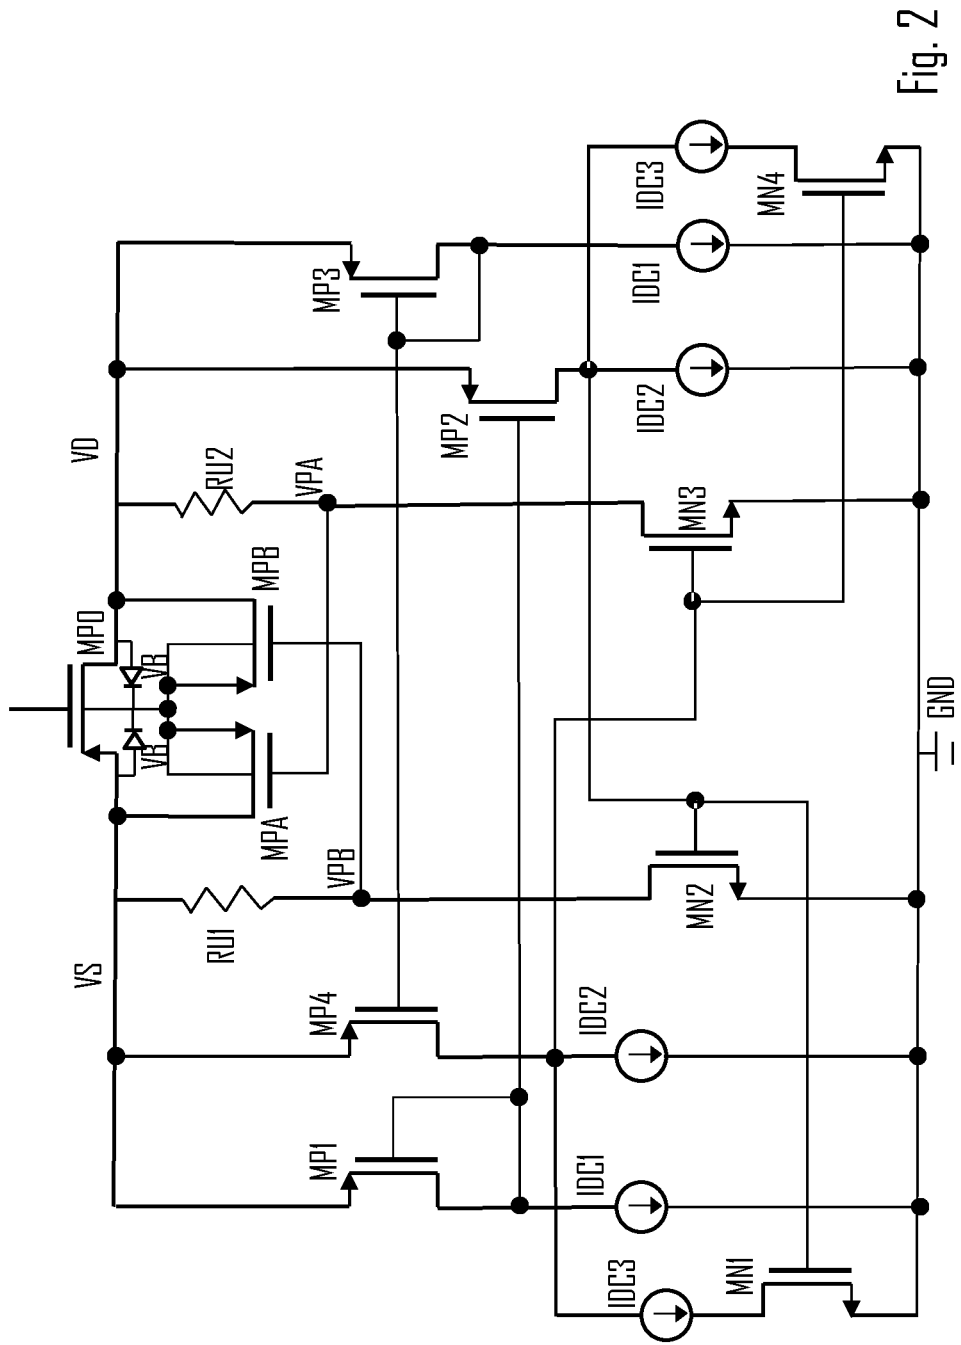 Fig. 2
IDC3
MN4
IDC1
MP3
IDC2
MP2
VD
RU2
VPA
MN3
MPB
MP0
VB
VB
MPA
GND
VPB
RU1
MN2
VS
MP4
IDC2
MP1
IDC1
IDC3
MN1